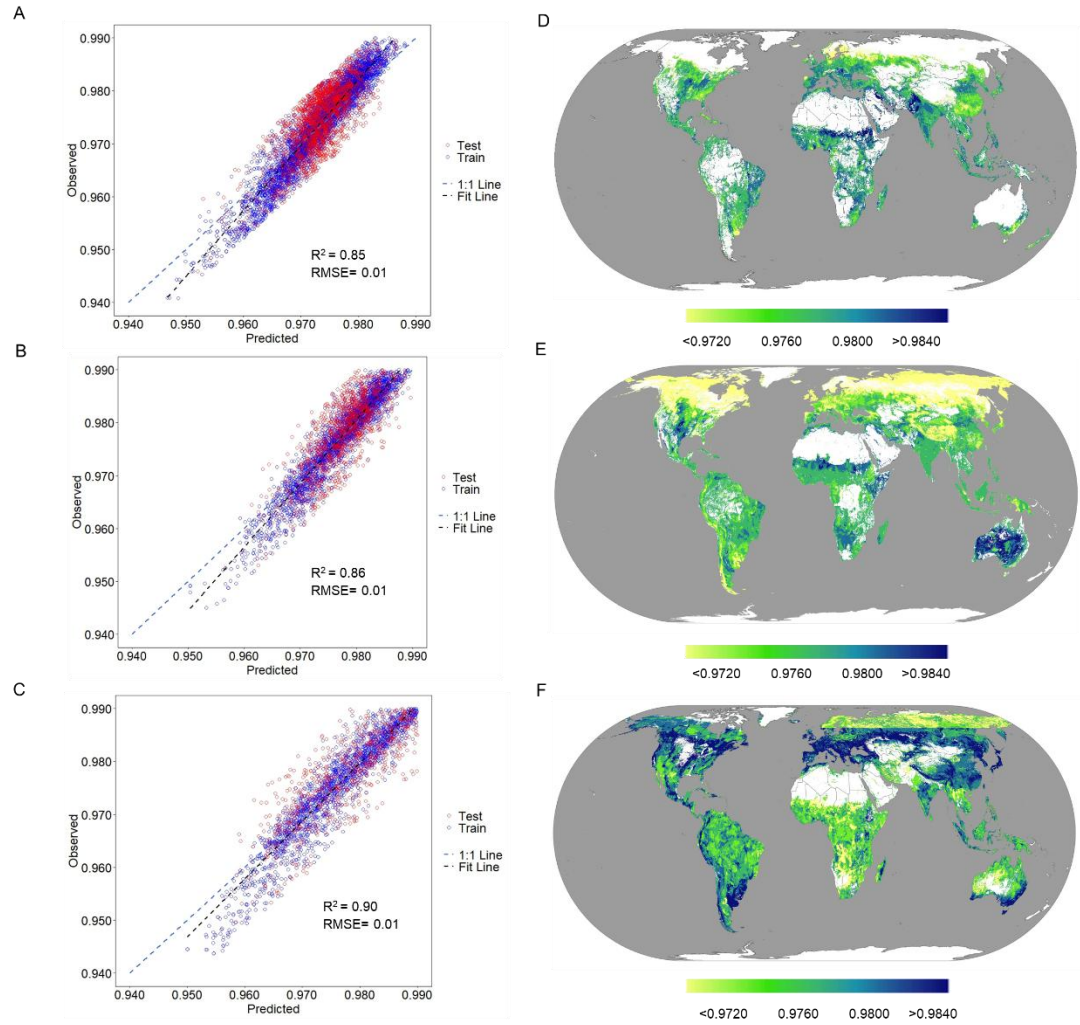 A
0.990
0.980
0.970
0.960
0.950
0.940
Observed
Test
Train
1:1 Line
Fit Line
R² = 0.85
RMSE= 0.01
0.940 0.950 0.960 0.970 0.980 0.990
Predicted
B
0.990
0.980
0.970
0.960
0.950
0.940
Observed
Test
Train
1:1 Line
Fit Line
R² = 0.86
RMSE= 0.01
0.940 0.950 0.960 0.970 0.980 0.990
Predicted
C
0.990
0.980
0.970
0.960
0.950
0.940
Observed
Test
Train
1:1 Line
Fit Line
R² = 0.90
RMSE= 0.01
0.940 0.950 0.960 0.970 0.980 0.990
Predicted
D
<0.9720 0.9760 0.9800 >0.9840
E
<0.9720 0.9760 0.9800 >0.9840
F
<0.9720 0.9760 0.9800 >0.9840